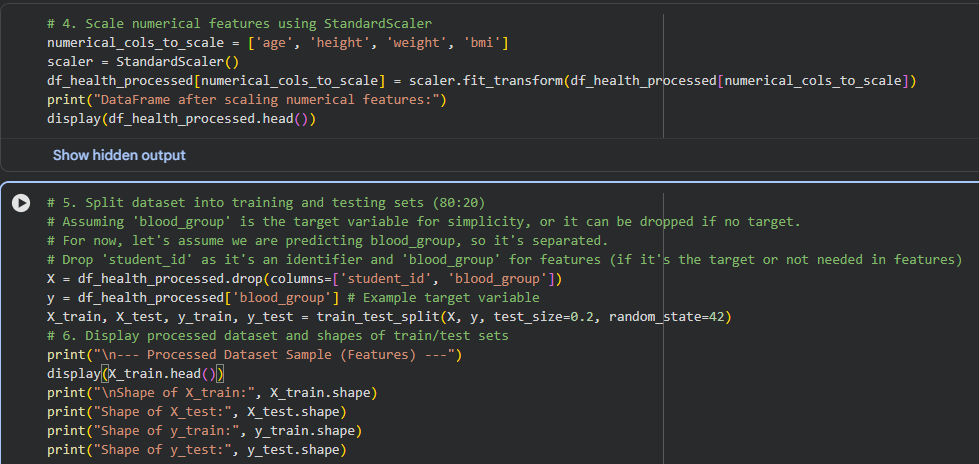 # 4. Scale numerical features using StandardScaler
numerical_cols_to_scale = ['age', 'height', 'weight', 'bmi']
scaler = StandardScaler()
df_health_processed[numerical_cols_to_scale] = scaler.fit_transform(df_health_processed[numerical_cols_to_scale])
print("DataFrame after scaling numerical features:")
display(df_health_processed.head())
Show hidden output
# 5. Split dataset into training and testing sets (80:20)
# Assuming 'blood_group' is the target variable for simplicity, or it can be dropped if no target.
# For now, let's assume we are predicting blood_group, so it's separated.
# Drop 'student_id' as it's an identifier and 'blood_group' for features (if it's the target or not needed in features)
X = df_health_processed.drop(columns=['student_id', 'blood_group'])
y = df_health_processed['blood_group'] # Example target variable
X_train, X_test, y_train, y_test = train_test_split(X, y, test_size=0.2, random_state=42)
# 6. Display processed dataset and shapes of train/test sets
print("\n--- Processed Dataset Sample (Features) ---")
display(X_train.head())
print("\nShape of X_train:", X_train.shape)
print("Shape of X_test:", X_test.shape)
print("Shape of y_train:", y_train.shape)
print("Shape of y_test:", y_test.shape)